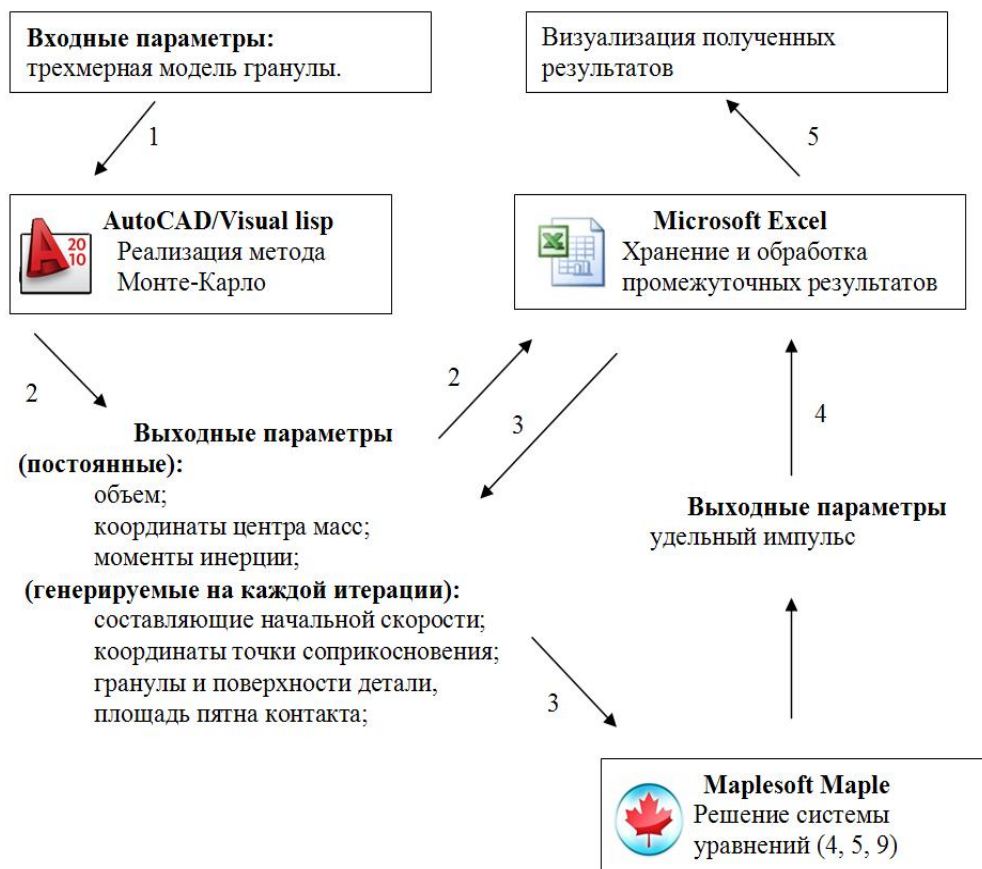 Входные параметры:
трехмерная модель гранулы.
Визуализация полученных
результатов
1
5
AutoCAD/Visual lisp
Реализация метода
Монте-Карло
20
10
Microsoft Excel
Хранение и обработка
промежуточных результатов
2
2
3
4
Выходные параметры
(постоянные):
объем;
координаты центра масс;
моменты инерции;
(генерируемые на каждой итерации):
составляющие начальной скорости;
координаты точки соприкосновения;
гранулы и поверхности детали,
площадь пятна контакта;
Выходные параметры
удельный импульс
3
Maplesoft Maple
Решение системы
уравнений (4, 5, 9)